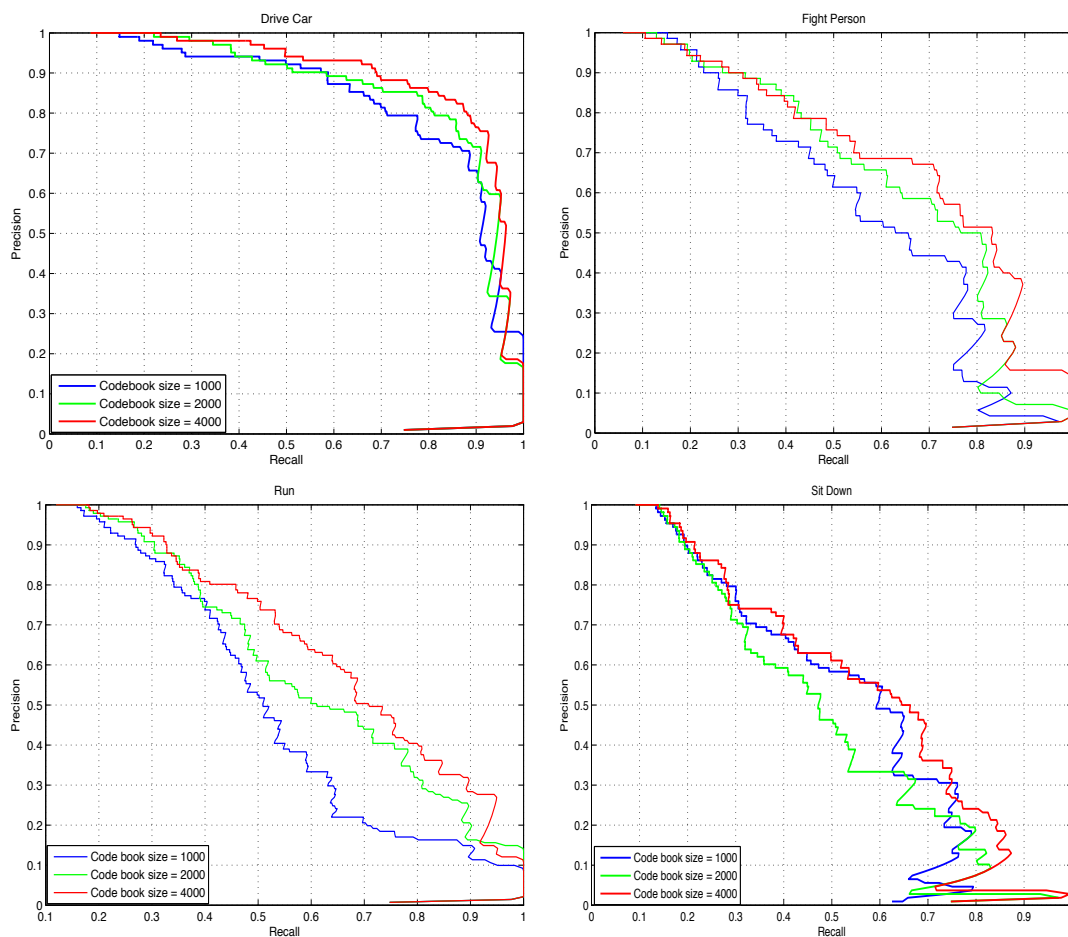 Drive Car
Precision
1
0.9
0.8
0.7
0.6
0.5
0.4
0.3
0.2
0.1
0
Codebook size = 1000
Codebook size = 2000
Codebook size = 4000
0 0.1 0.2 0.3 0.4 0.5 0.6 0.7 0.8 0.9 1
Recall
Fight Person
Precision
1
0.9
0.8
0.7
0.6
0.5
0.4
0.3
0.2
0.1
0
0 0.1 0.2 0.3 0.4 0.5 0.6 0.7 0.8 0.9
Recall
Run
Precision
1
0.9
0.8
0.7
0.6
0.5
0.4
0.3
0.2
0.1
0
Code book size = 1000
Code book size = 2000
Code book size = 4000
0.1 0.2 0.3 0.4 0.5 0.6 0.7 0.8 0.9 1
Recall
Sit Down
Precision
1
0.9
0.8
0.7
0.6
0.5
0.4
0.3
0.2
0.1
0
Code book size = 1000
Code book size = 2000
Code book size = 4000
0 0.1 0.2 0.3 0.4 0.5 0.6 0.7 0.8 0.9
Recall